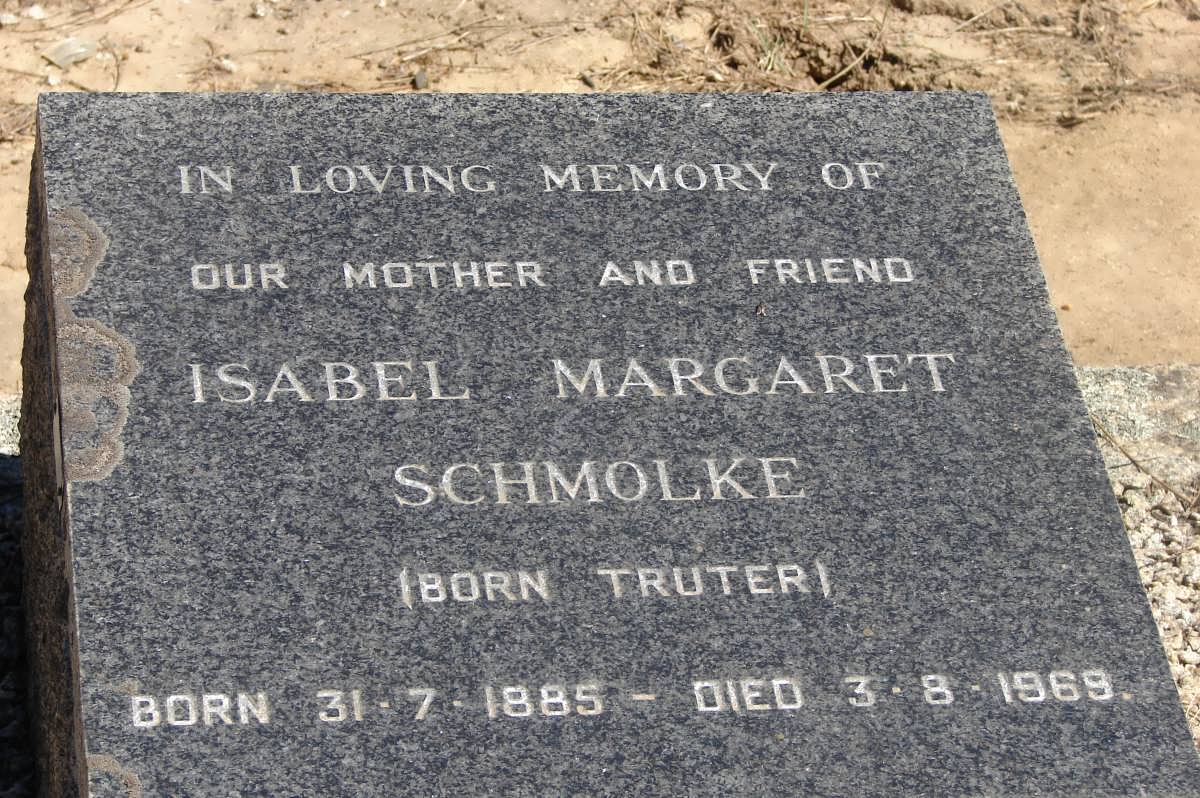 IN LOVING MEMORY OF
OUR MOTHER AND FRIEND
ISABEL MARGARET
SCHMOLKE
(BORN TRUTER)
BORN 31·7·1885 – DIED 3·8·1969.